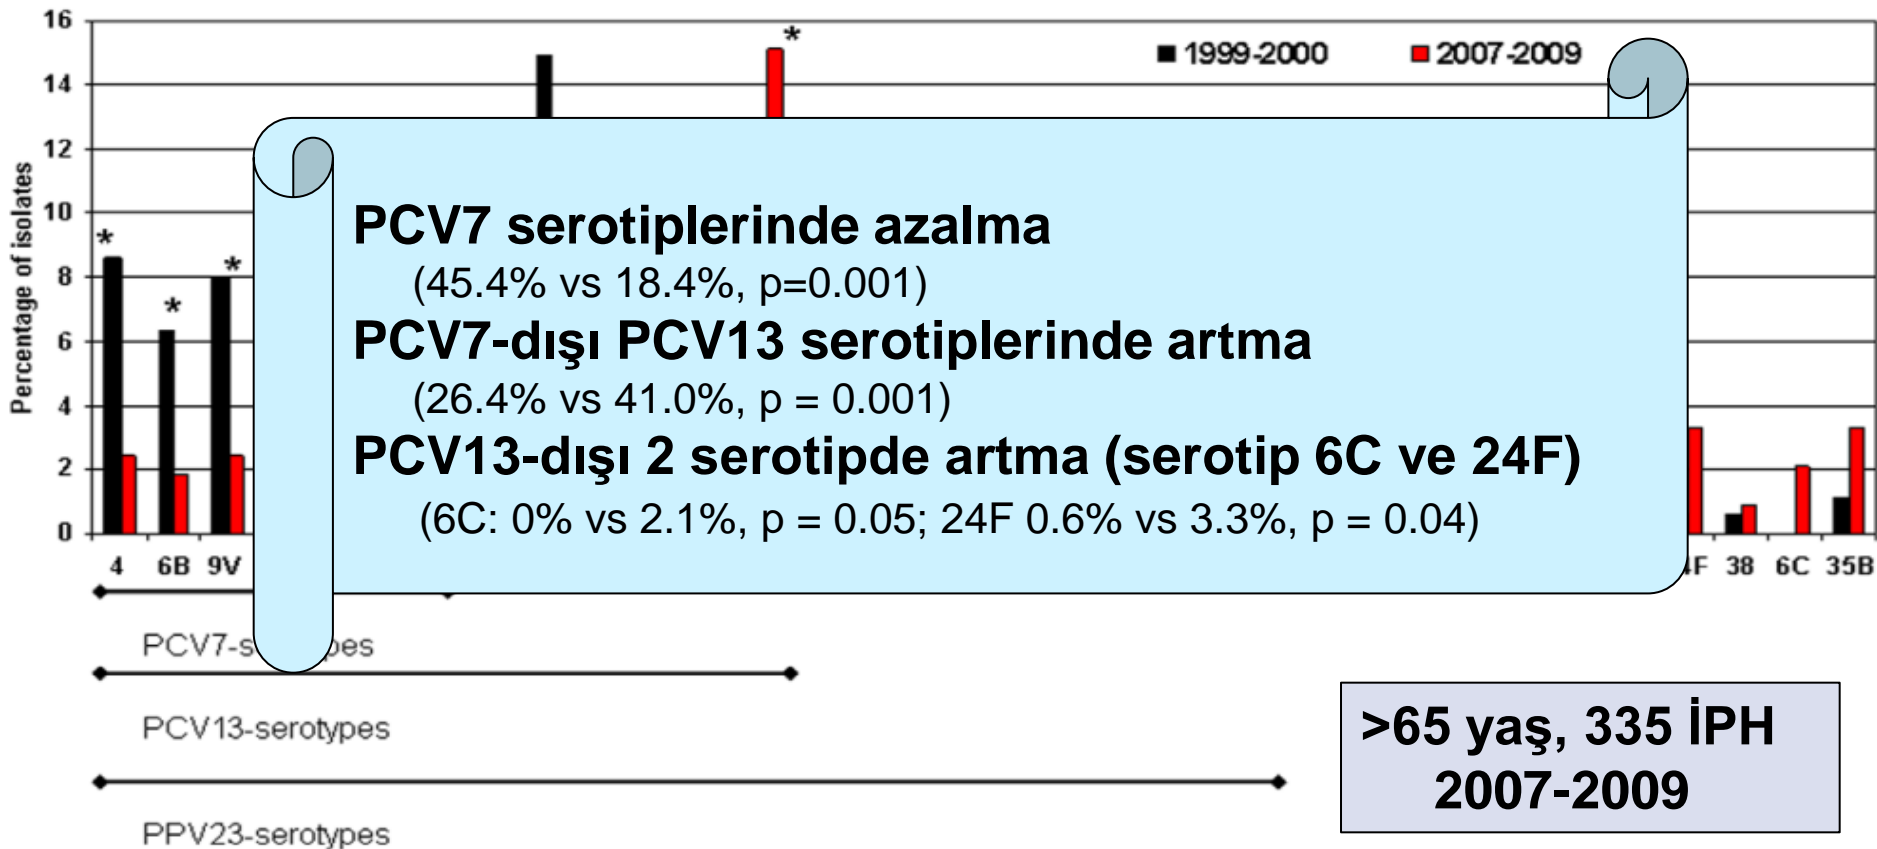 16
14
12
10
8
6
4
2
0
Percentage of isolates
1999-2000
2007-2009
*
*
*
*
PCV7 serotiplerinde azalma
(45.4% vs 18.4%, p=0.001)
PCV7-dışı PCV13 serotiplerinde artma
(26.4% vs 41.0%, p = 0.001)
PCV13-dışı 2 serotipde artma (serotip 6C ve 24F)
(6C: 0% vs 2.1%, p = 0.05; 24F 0.6% vs 3.3%, p = 0.04)
4 6B 9V 38 6C 35B
PCV13-serotypes
PPV23-serotypes
>65 yaş, 335 İPH
2007-2009